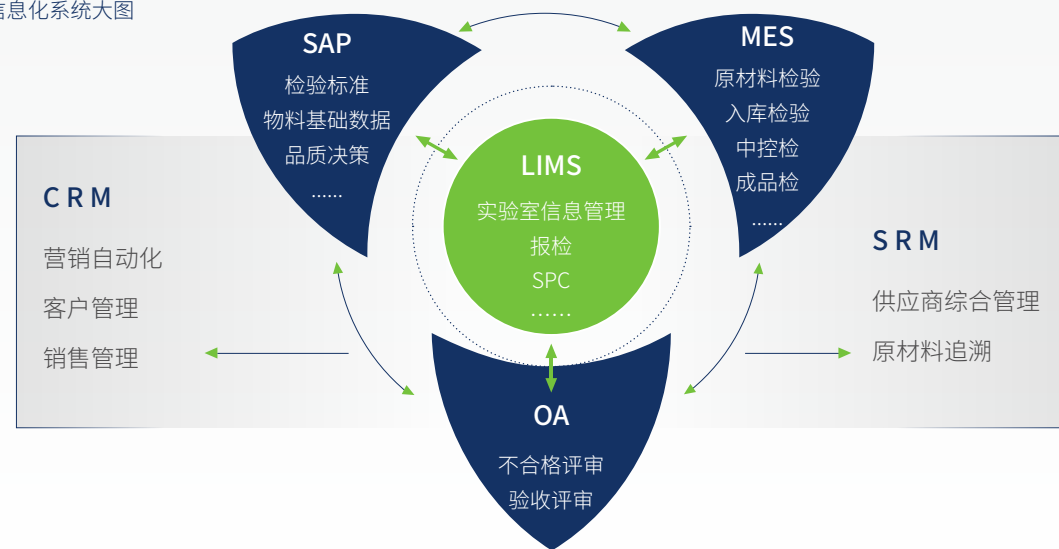 信息化系统大图
SAP
检验标准
物料基础数据
品质决策
......
MES
原材料检验
入库检验
中控检
成品检
......
LIMS
实验室信息管理
报检
SPC
......
CRM
营销自动化
客户管理
销售管理
SRM
供应商综合管理
原材料追溯
OA
不合格评审
验收评审